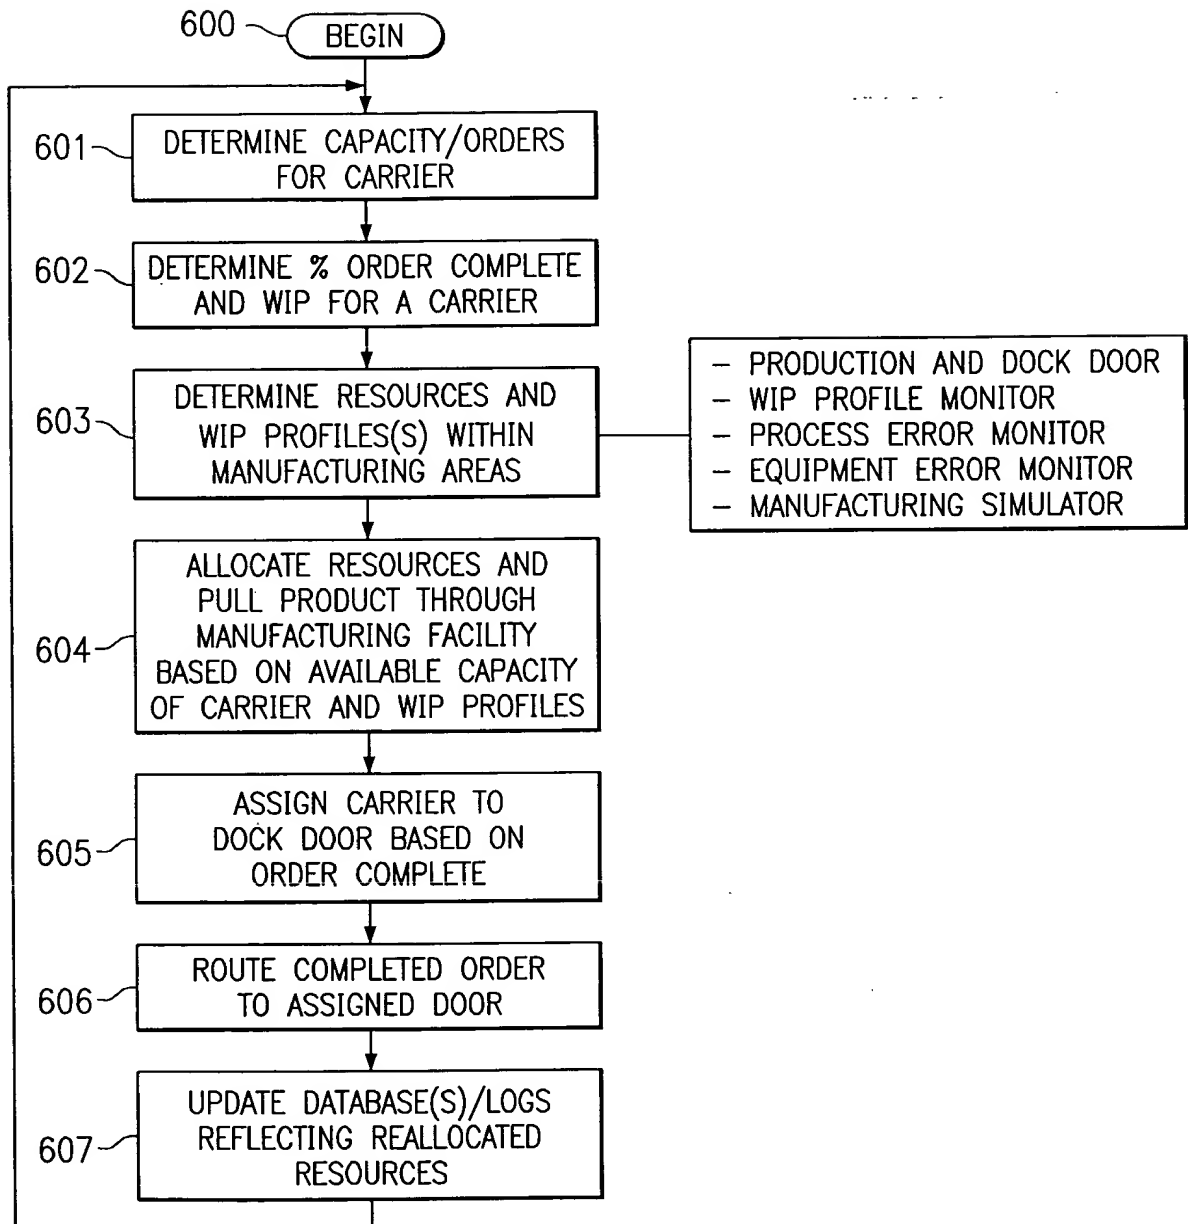 600
BEGIN
601
DETERMINE CAPACITY/ORDERS
FOR CARRIER
602
DETERMINE % ORDER COMPLETE
AND WIP FOR A CARRIER
603
DETERMINE RESOURCES AND
WIP PROFILES(S) WITHIN
MANUFACTURING AREAS
– PRODUCTION AND DOCK DOOR
– WIP PROFILE MONITOR
– PROCESS ERROR MONITOR
– EQUIPMENT ERROR MONITOR
– MANUFACTURING SIMULATOR
604
ALLOCATE RESOURCES AND
PULL PRODUCT THROUGH
MANUFACTURING FACILITY
BASED ON AVAILABLE CAPACITY
OF CARRIER AND WIP PROFILES
605
ASSIGN CARRIER TO
DOCK DOOR BASED ON
ORDER COMPLETE
606
ROUTE COMPLETED ORDER
TO ASSIGNED DOOR
607
UPDATE DATABASE(S)/LOGS
REFLECTING REALLOCATED
RESOURCES